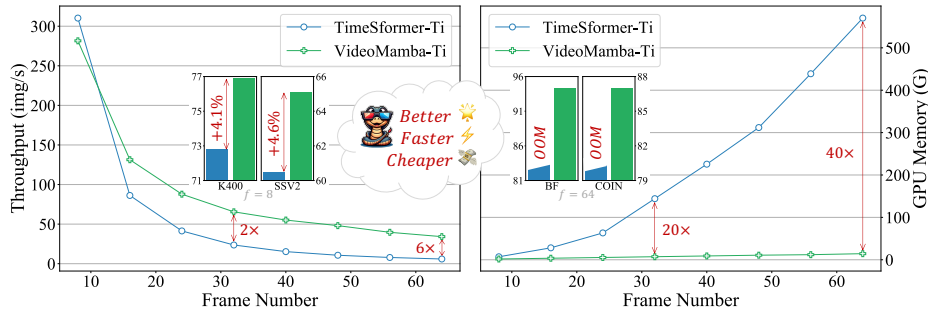 TimeSformer-Ti
VideoMamba-Ti
Throughput (img/s)
300
250
200
150
100
50
0
10
20
30
40
50
60
Frame Number
77
75
73
71
+4.1%
K400
66
64
62
60
+4.6%
SSV2
f = 8
2×
6×
Better
Faster
Cheaper
TimeSformer-Ti
VideoMamba-Ti
96
91
86
81
OOM
BF
88
85
82
79
OOM
COIN
f = 64
20×
40×
10
20
30
40
50
60
Frame Number
500
400
300
200
100
0
GPU Memory (G)